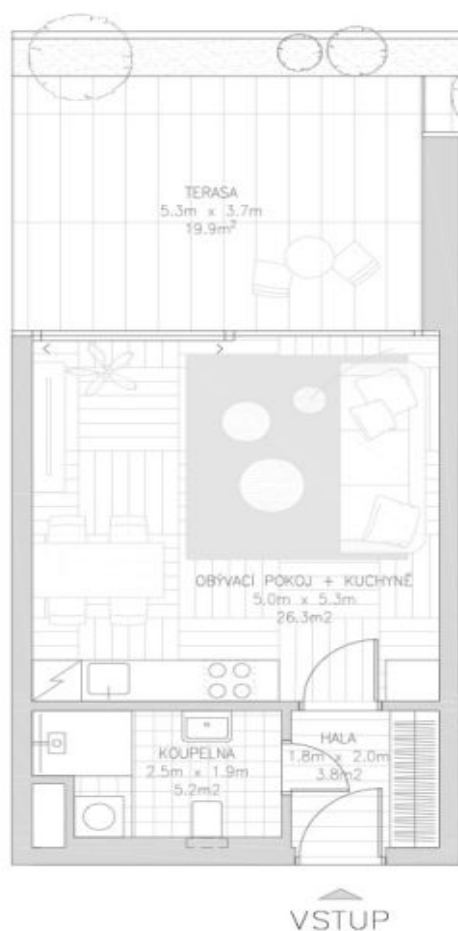 TERASA
5.3m x 3.7m
19.9m²
OBÝVACÍ POKOJ + KUCHYNĚ
5.0m x 5.3m
26.3m2
KOUPELNA
2.5m x 1.9m
5.2m2
HALA
1.8m x 2.0m
3.8m2
VSTUP